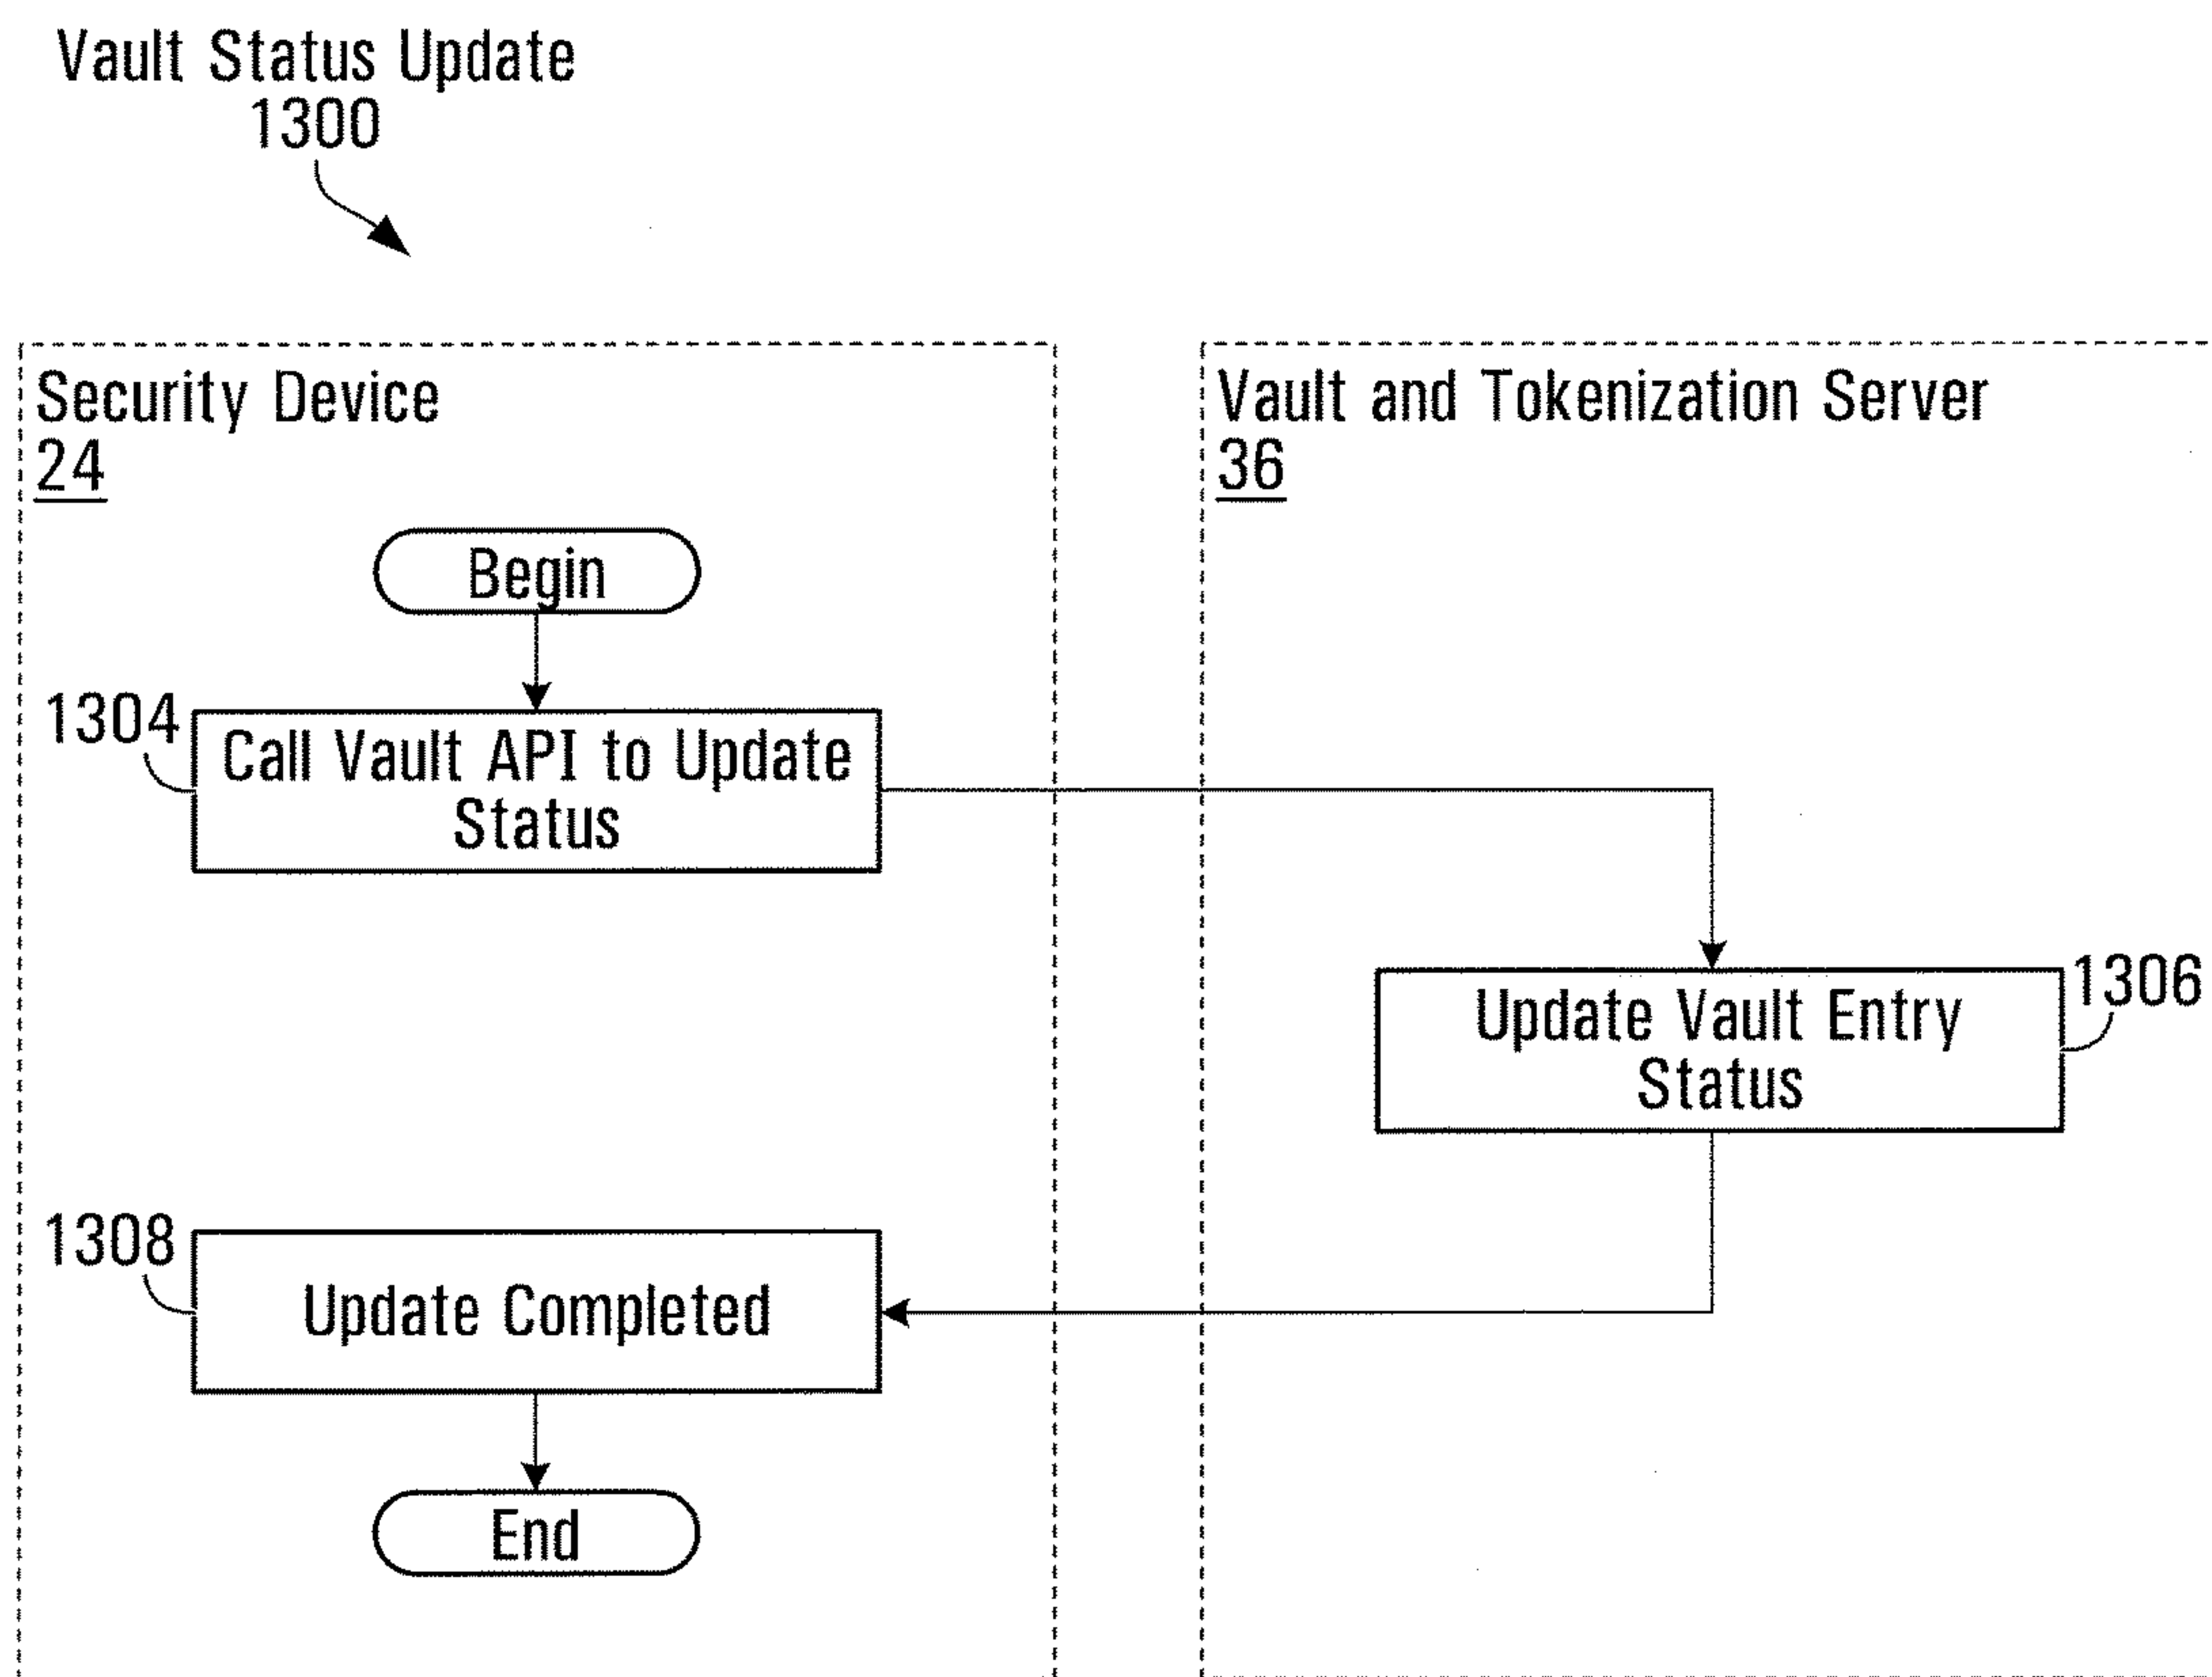 Vault Status Update
1300
Security Device
24
Vault and Tokenization Server
36
Begin
1304
Call Vault API to Update
Status
1306
Update Vault Entry
Status
1308
Update Completed
End